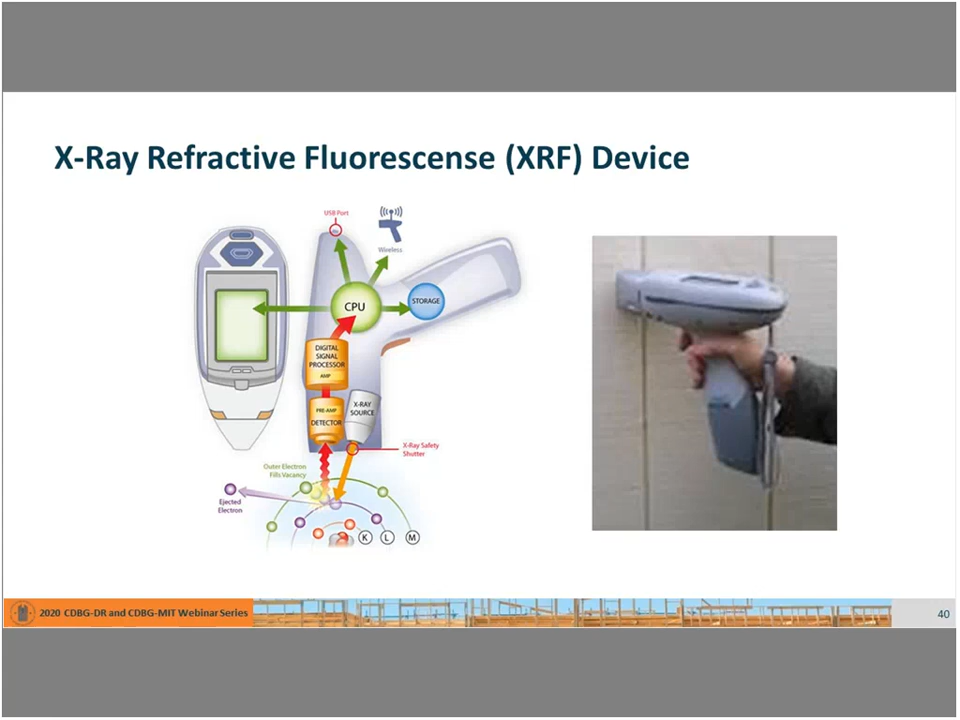 X-Ray Refractive Fluorescense (XRF) Device
USB Port
Wireless
CPU
STORAGE
DIGITAL
SIGNAL
PROCESSOR
AMP
X-RAY
SOURCE
PRE-AMP
DETECTOR
X-Ray Safety
Shutter
Outer Electron
Fills Vacancy
Ejected
Electron
K L M
2020 CDBG-DR and CDBG-MIT Webinar Series
40